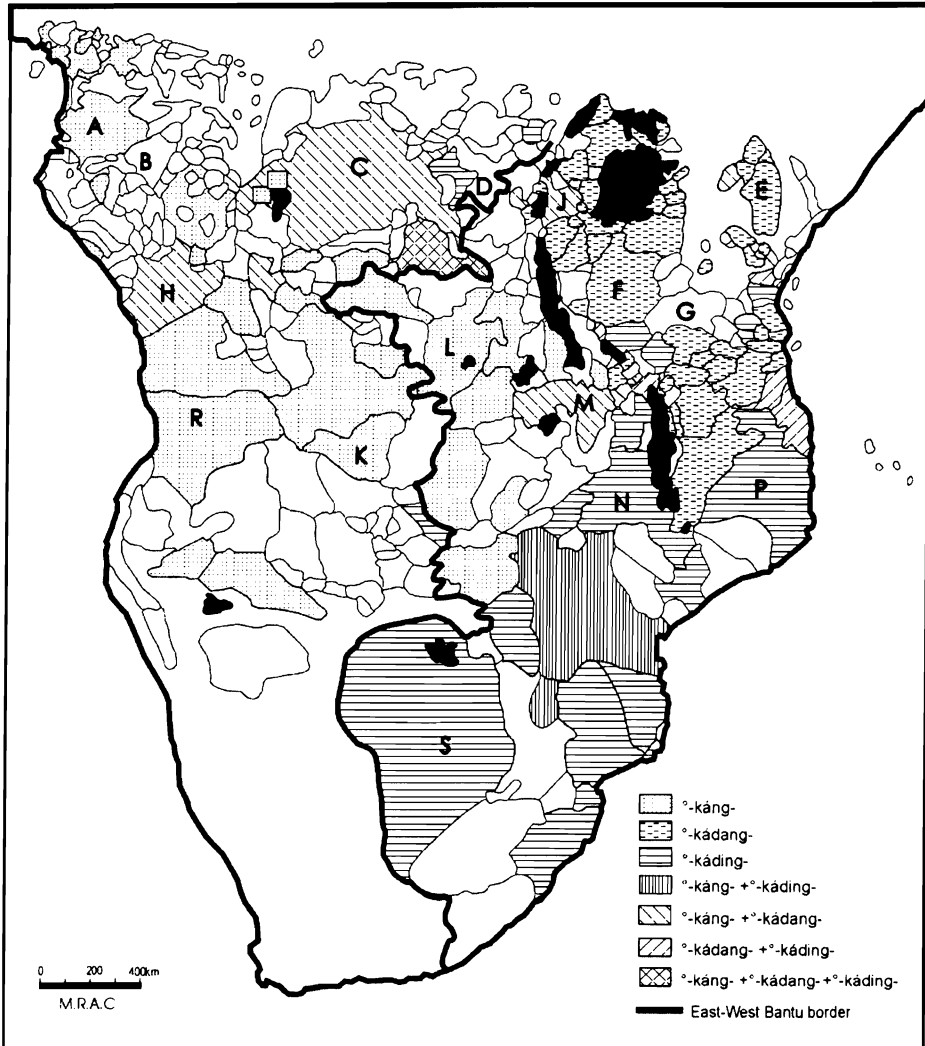 A
B
C
D
E
J
F
H
G
L
M
R
K
N
P
S
°-káng-
°-kádang-
°-káding-
°-káng- +°-káding-
°-káng- +°-kádang-
°-kádang- +°-káding-
°-káng- +°-kádang-+°-káding-
East-West Bantu border
0 200 400km
M.R.A.C